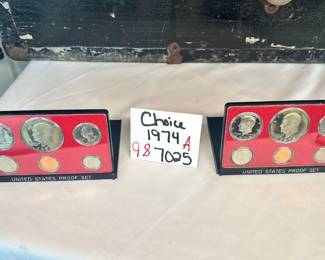 Choice
1974 A
98 7025
UNITED STATES PROOF SET
UNITED STATES PROOF SET